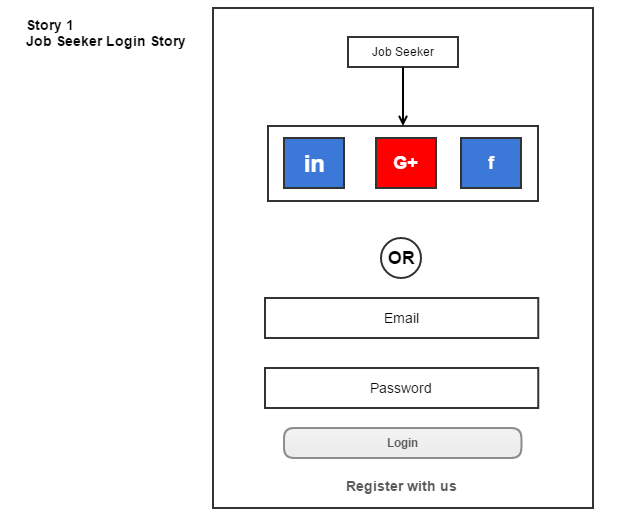 Story 1
Job Seeker Login Story
Job Seeker
in
G+
f
OR
Email
Password
Login
Register with us